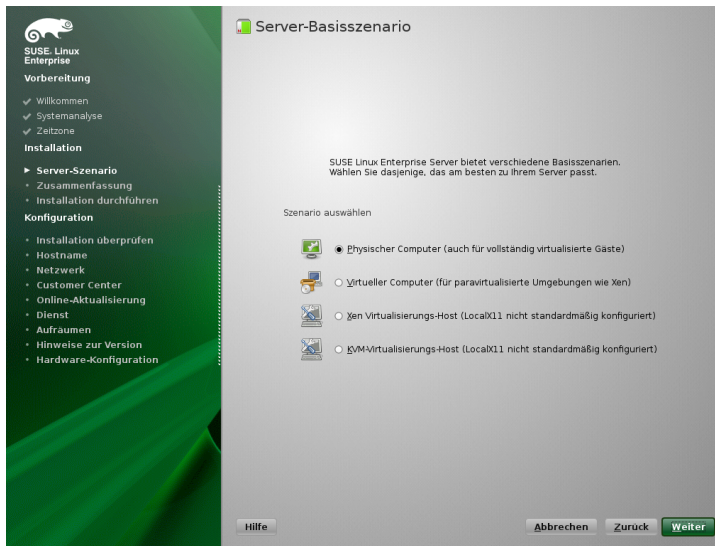 SUSE. Linux
Enterprise
Vorbereitung
Willkommen
Systemanalyse
Zeitzone
Installation
Server-Szenario
Zusammenfassung
Installation durchführen
Konfiguration
Installation überprüfen
Hostname
Netzwerk
Customer Center
Online-Aktualisierung
Dienst
Aufräumen
Hinweise zur Version
Hardware-Konfiguration
Server-Basisszenario
SUSE Linux Enterprise Server bietet verschiedene Basisszenarien.
Wählen Sie dasjenige, das am besten zu Ihrem Server passt.
Szenario auswählen
Physischer Computer (auch für vollständig virtualisierte Gäste)
Virtueller Computer (für paravirtualisierte Umgebungen wie Xen)
Xen Virtualisierungs-Host (LocalX11 nicht standardmäßig konfiguriert)
KVM-Virtualisierungs-Host (LocalX11 nicht standardmäßig konfiguriert)
Hilfe
Abbrechen
Zurück
Weiter